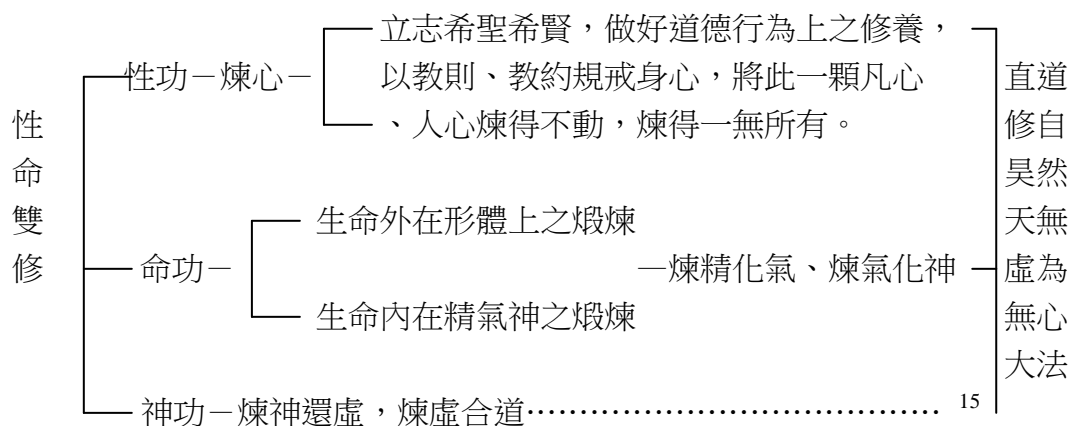 性命雙修
性功－煉心－
立志希聖希賢，做好道德行為上之修養，
以教則、教約規戒身心，將此一顆凡心
、人心煉得不動，煉得一無所有。
命功－
生命外在形體上之煅煉
生命內在精氣神之煅煉
—煉精化氣、煉氣化神
神功－煉神還虛，煉虛合道⋯⋯⋯⋯⋯⋯⋯⋯⋯⋯⋯⋯ 15
道自然無為心法
直修昊天虛無大